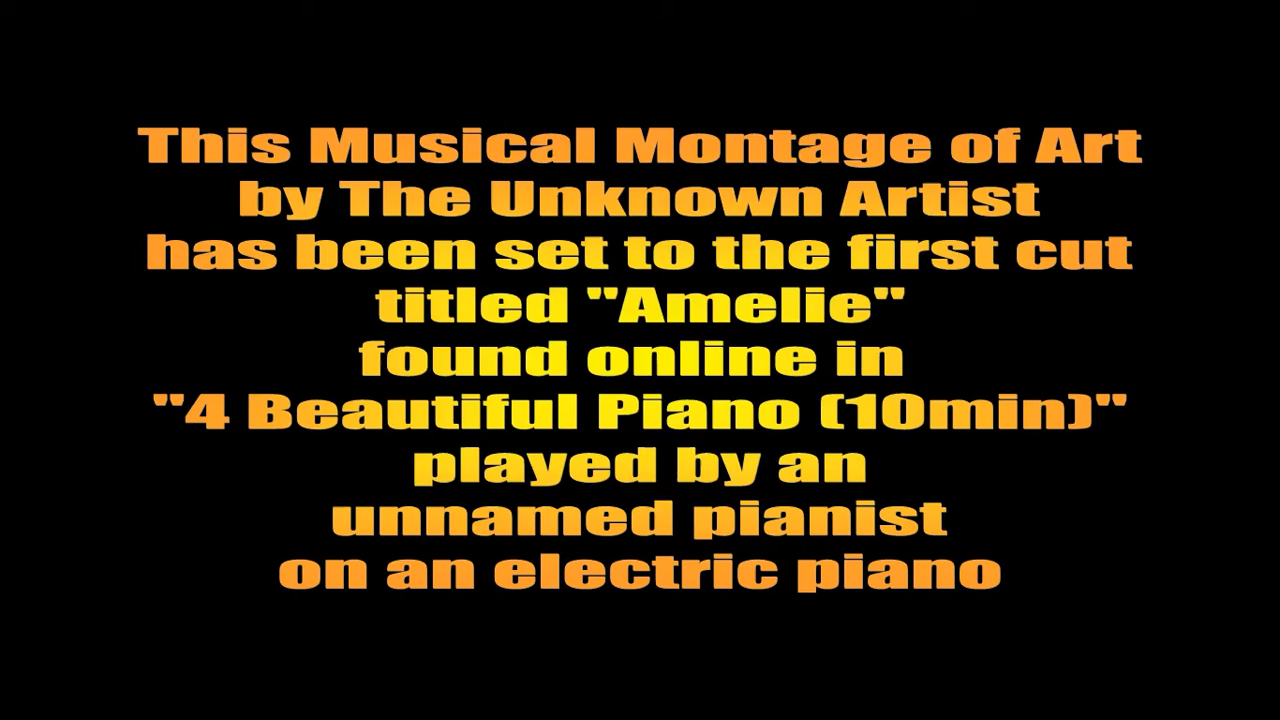 This Musical Montage of Art
by The Unknown Artist
has been set to the first cut
titled "Amelie"
found online in
"4 Beautiful Piano (10min)"
played by an
unnamed pianist
on an electric piano